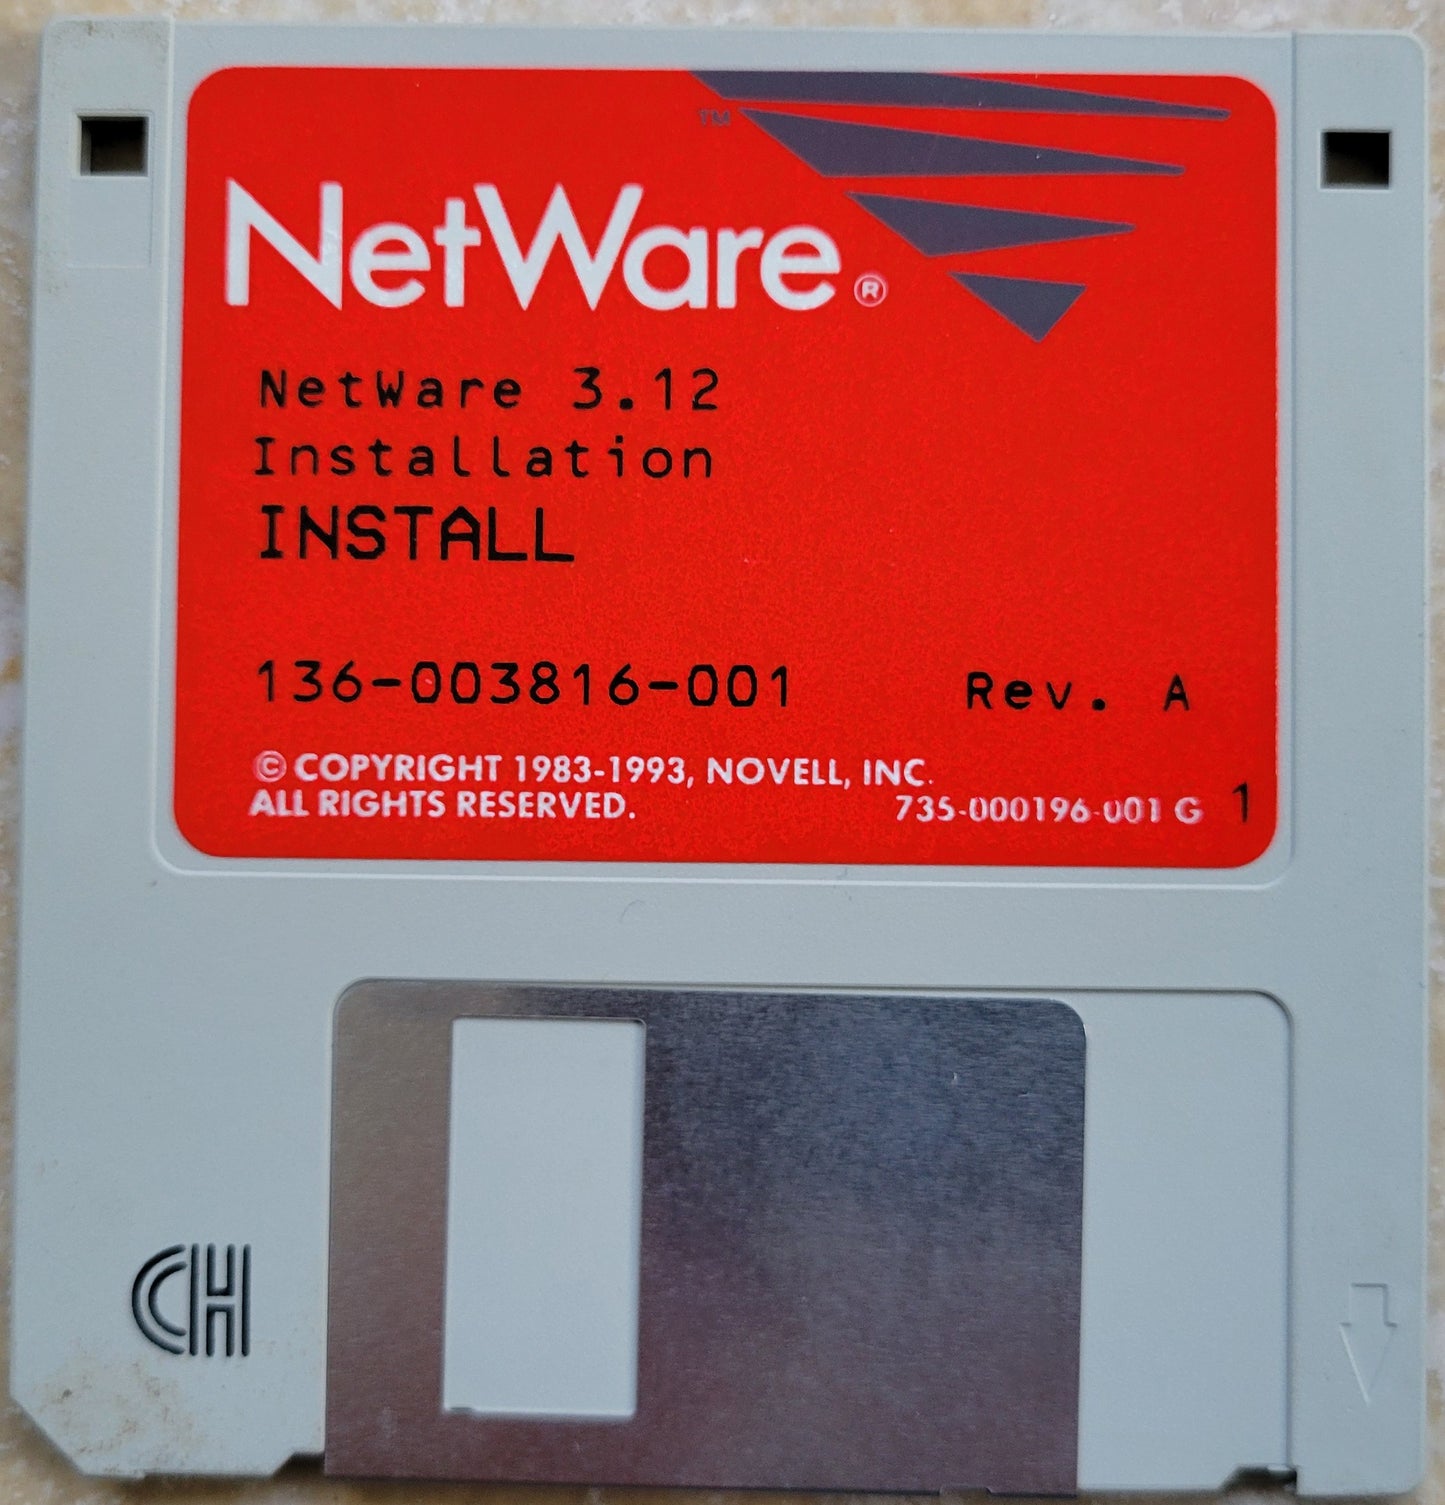 ™
NetWare®
NetWare 3.12
Installation
INSTALL
136-003816-001 Rev. A
© COPYRIGHT 1983-1993, NOVELL, INC.
ALL RIGHTS RESERVED. 735-000196-001 G 1
CH